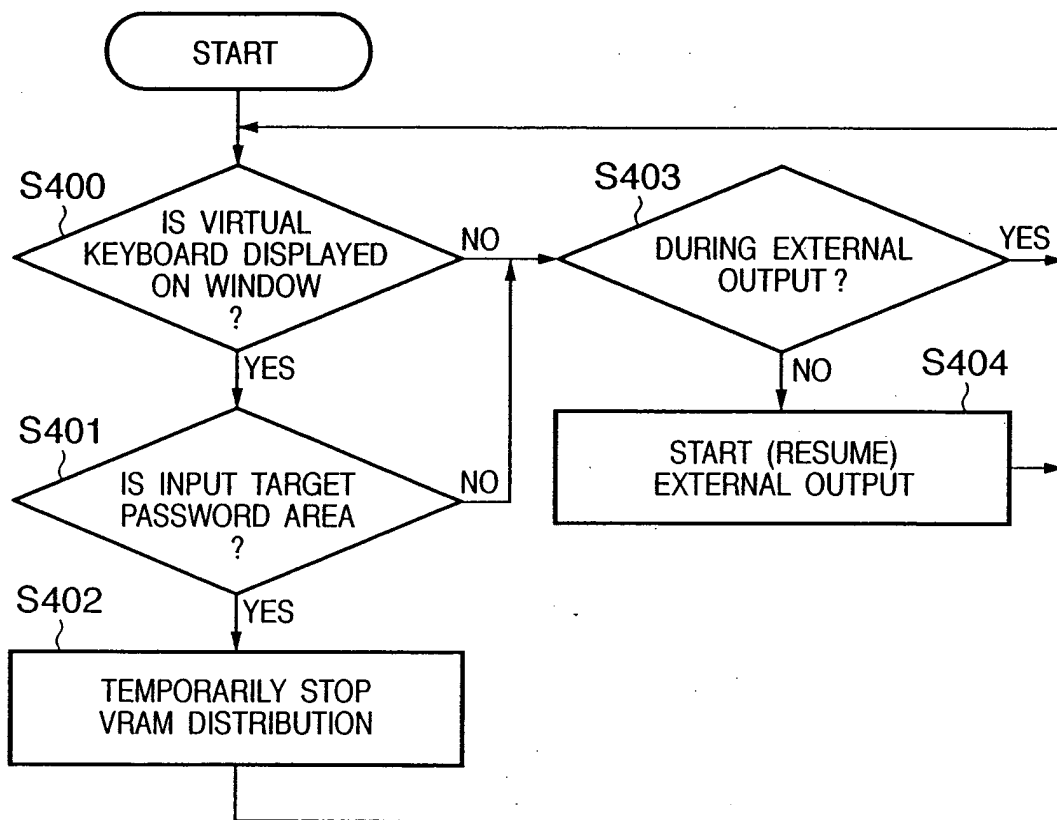 START
S400
IS VIRTUAL
KEYBOARD DISPLAYED
ON WINDOW
?
NO
YES
S401
IS INPUT TARGET
PASSWORD AREA
?
NO
YES
S402
TEMPORARILY STOP
VRAM DISTRIBUTION
S403
DURING EXTERNAL
OUTPUT ?
YES
NO
S404
START (RESUME)
EXTERNAL OUTPUT